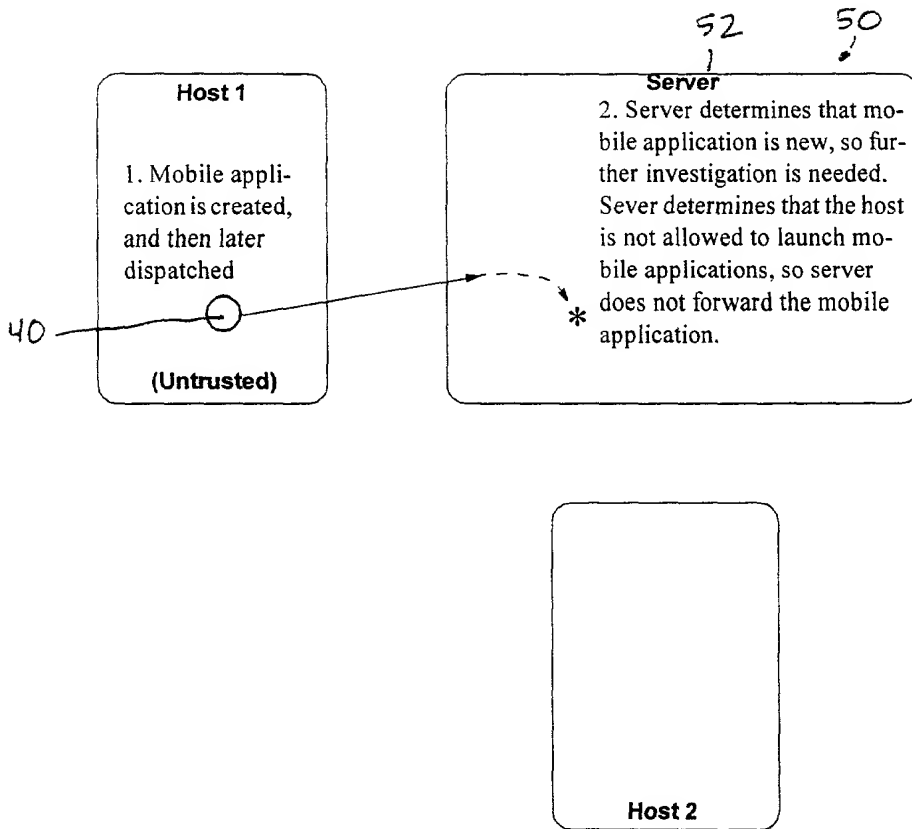 52
50
Host 1
1. Mobile appli-
cation is created,
and then later
dispatched
40
(Untrusted)
Server
2. Server determines that mo-
bile application is new, so fur-
ther investigation is needed.
Sever determines that the host
is not allowed to launch mo-
bile applications, so server
does not forward the mobile
* application.
Host 2